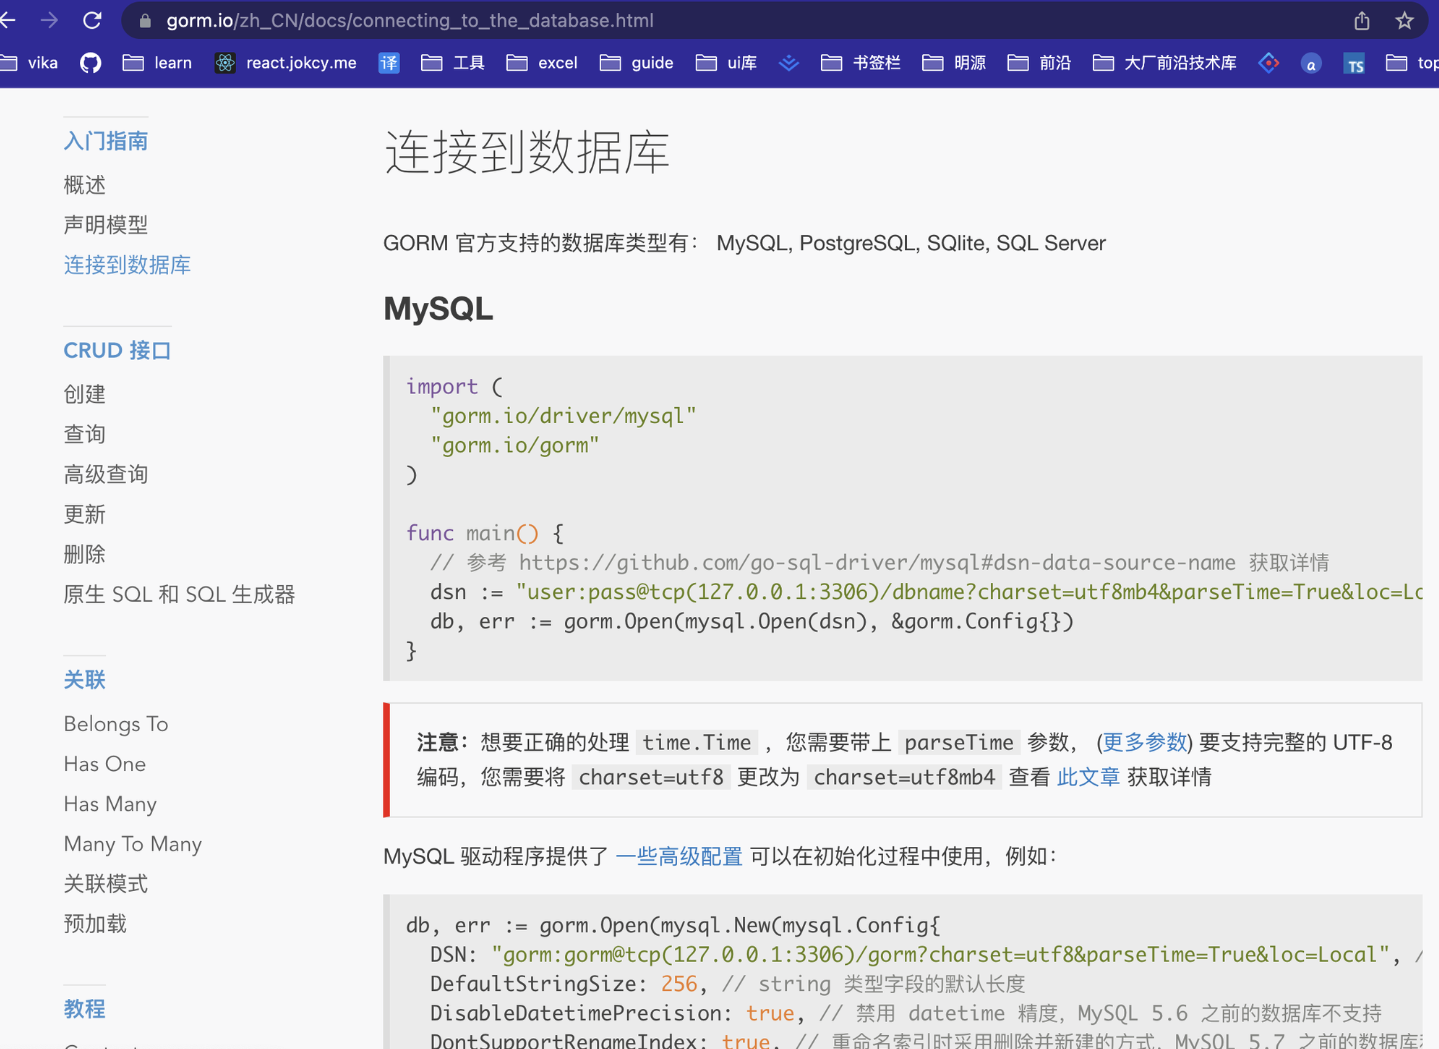 gorm.io/zh_CN/docs/connecting_to_the_database.html
vika learn react.jokcy.me 译 工具 excel guide ui库 书签栏 明源 前沿 大厂前沿技术库 a TS
入门指南
概述
声明模型
连接到数据库
CRUD 接口
创建
查询
高级查询
更新
删除
原生 SQL 和 SQL 生成器
关联
Belongs To
Has One
Has Many
Many To Many
关联模式
预加载
教程
连接到数据库
GORM 官方支持的数据库类型有： MySQL, PostgreSQL, SQlite, SQL Server
MySQL
import (
"gorm.io/driver/mysql"
"gorm.io/gorm"
)
func main() {
// 参考 https://github.com/go-sql-driver/mysql#dsn-data-source-name 获取详情
dsn := "user:pass@tcp(127.0.0.1:3306)/dbname?charset=utf8mb4&parseTime=True&loc=Lc
db, err := gorm.Open(mysql.Open(dsn), &gorm.Config{})
}
注意：想要正确的处理 time.Time ，您需要带上 parseTime 参数， (更多参数) 要支持完整的 UTF-8
编码，您需要将 charset=utf8 更改为 charset=utf8mb4 查看 此文章 获取详情
MySQL 驱动程序提供了 一些高级配置 可以在初始化过程中使用，例如：
db, err := gorm.Open(mysql.New(mysql.Config{
DSN: "gorm:gorm@tcp(127.0.0.1:3306)/gorm?charset=utf8&parseTime=True&loc=Local", /
DefaultStringSize: 256, // string 类型字段的默认长度
DisableDatetimePrecision: true, // 禁用 datetime 精度，MySQL 5.6 之前的数据库不支持
DontSupportRenameIndex: true, // 重命名索引时采用删除并新建的方式，MySQL 5.7 之前的数据库